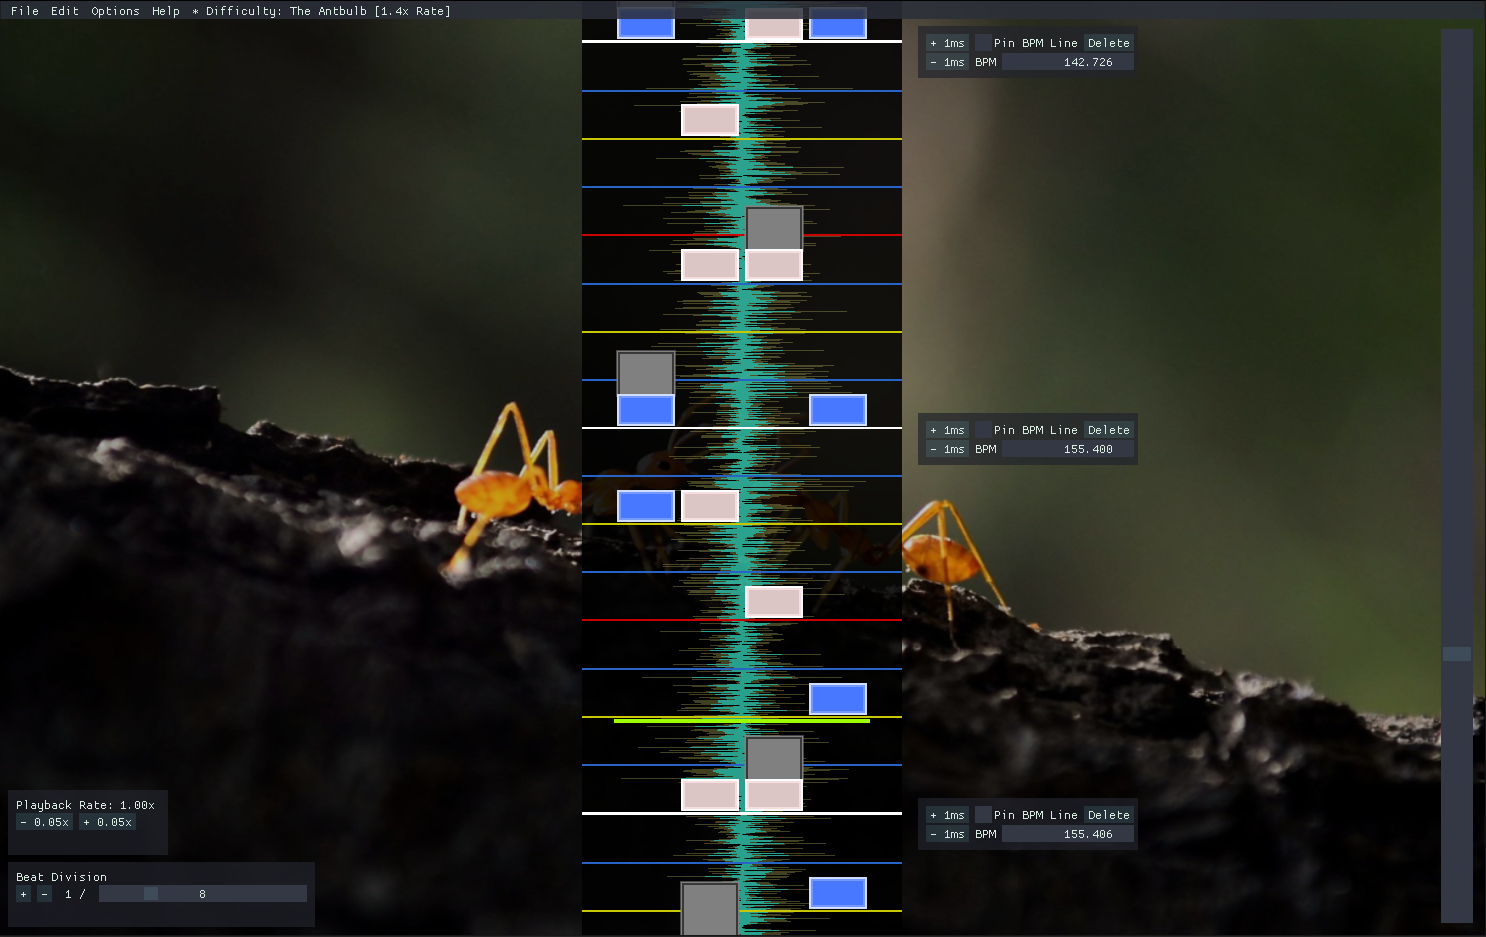 File Edit Options Help * Difficulty: The Antbulb [1.4x Rate]
+ 1ms Pin BPM Line Delete
- 1ms BPM 142.726
+ 1ms Pin BPM Line Delete
- 1ms BPM 155.400
+ 1ms Pin BPM Line Delete
- 1ms BPM 155.406
Playback Rate: 1.00x
- 0.05x + 0.05x
Beat Division
+ - 1 / 8